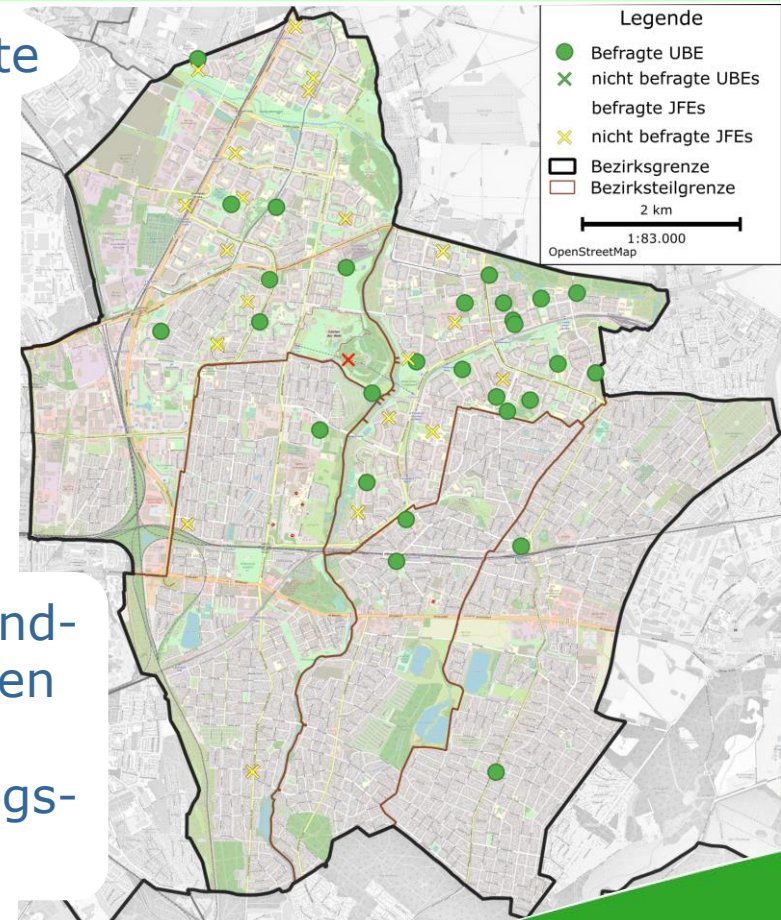 te
Legende
Befragte UBE
nicht befragte UBEs
befragte JFEs
nicht befragte JFEs
Bezirksgrenze
Bezirksteilgrenze
2 km
1:83.000
OpenStreetMap
nd-
en
gs-